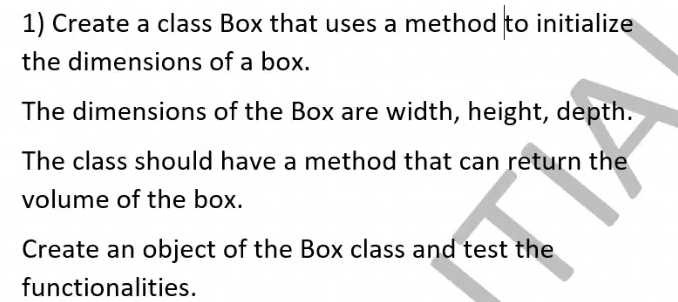 1) Create a class Box that uses a method to initialize
the dimensions of a box.
The dimensions of the Box are width, height, depth.
The class should have a method that can return the
volume of the box.
Create an object of the Box class and test the
functionalities.